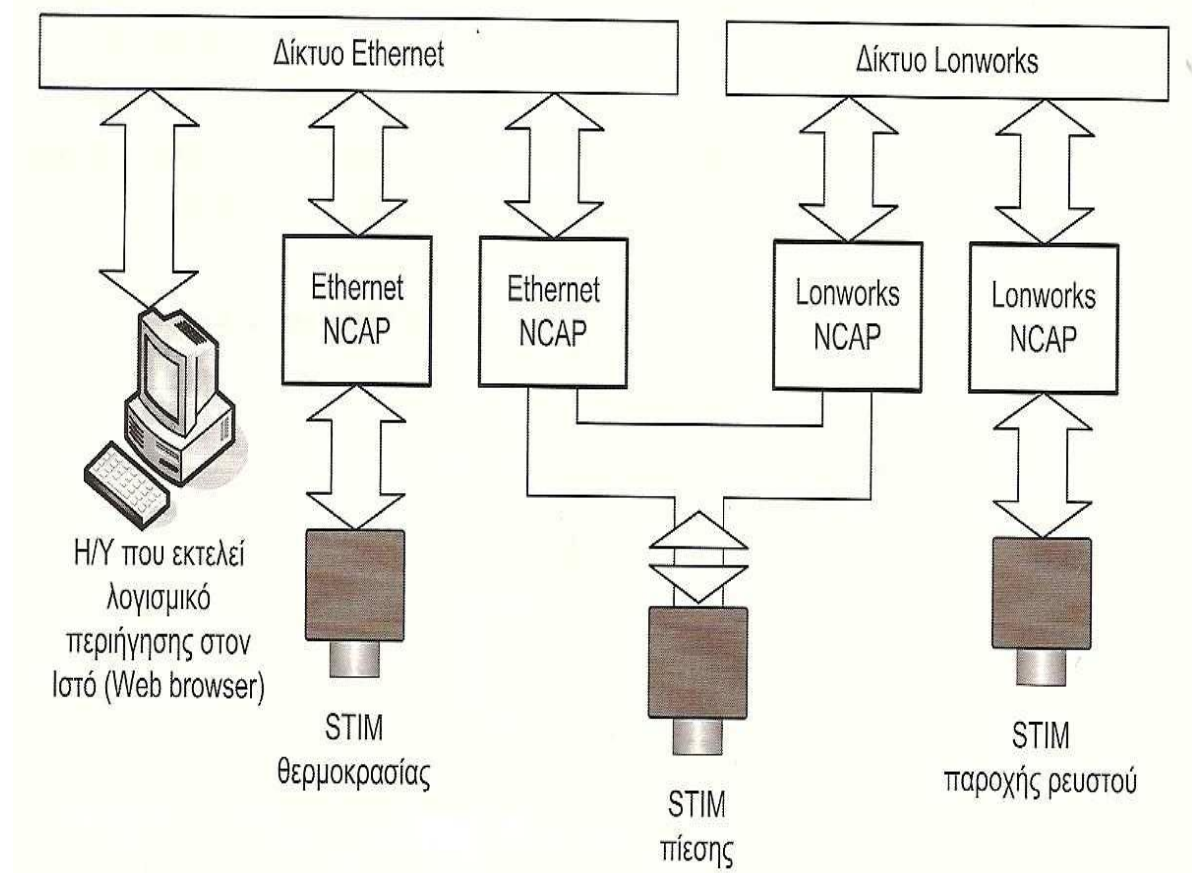 Δίκτυο Ethernet
Δίκτυο Lonworks
Ethernet
NCAP
Ethernet
NCAP
Lonworks
NCAP
Lonworks
NCAP
Η/Υ που εκτελεί
λογισμικό
περιήγησης στον
Ιστό (Web browser)
STIM
θερμοκρασίας
STIM
πίεσης
STIM
παροχής ρευστού